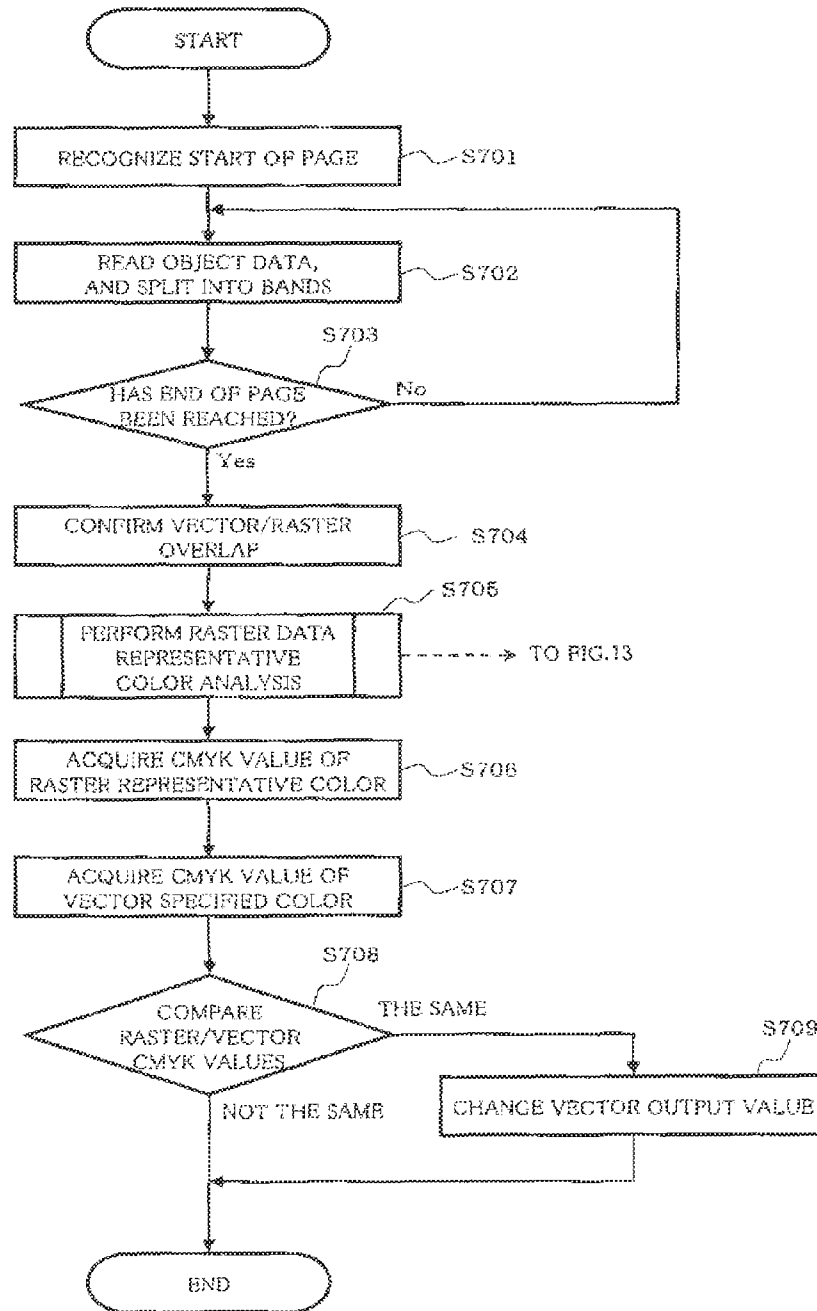 START
RECOGNIZE START OF PAGE
S701
READ OBJECT DATA,
AND SPLIT INTO BANDS
S702
S703
HAS END OF PAGE
BEEN REACHED?
No
Yes
CONFIRM VECTOR/RASTER
OVERLAP
S704
S705
PERFORM RASTER DATA
REPRESENTATIVE
COLOR ANALYSIS
TO FIG.13
ACQUIRE CMYK VALUE OF
RASTER REPRESENTATIVE COLOR
S706
ACQUIRE CMYK VALUE OF
VECTOR SPECIFIED COLOR
S707
S708
COMPARE
RASTER/VECTOR
CMYK VALUES
THE SAME
S709
CHANGE VECTOR OUTPUT VALUE
NOT THE SAME
END